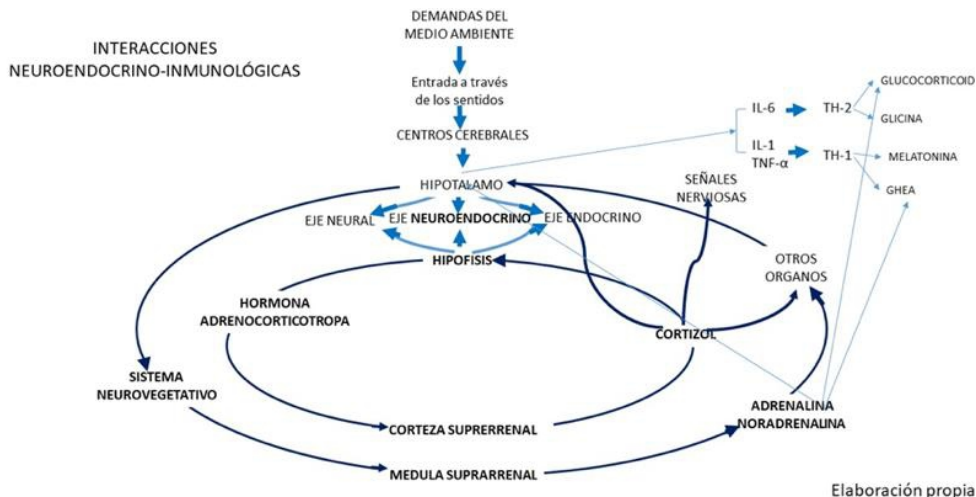 DEMANDAS DEL
MEDIO AMBIENTE
INTERACCIONES
NEUROENDOCRINO-INMUNOLÓGICAS
Entrada a través
de los sentidos
CENTROS CEREBRALES
GLUCOCORTICOID
IL-6
TH-2
GLICINA
IL-1
TNF-α
TH-1
MELATONINA
GHEA
SEÑALES
NERVIOSAS
HIPOTALAMO
EJE NEURAL
EJE NEUROENDOCRINO
EJE ENDOCRINO
HIPOFISIS
OTROS
ORGANOS
HORMONA
ADRENOCORTICOTROPA
CORTIZOL
SISTEMA
NEUROVEGETATIVO
ADRENALINA
NORADRENALINA
CORTEZA SUPRERRENAL
MEDULA SUPRARRENAL
Elaboración propia